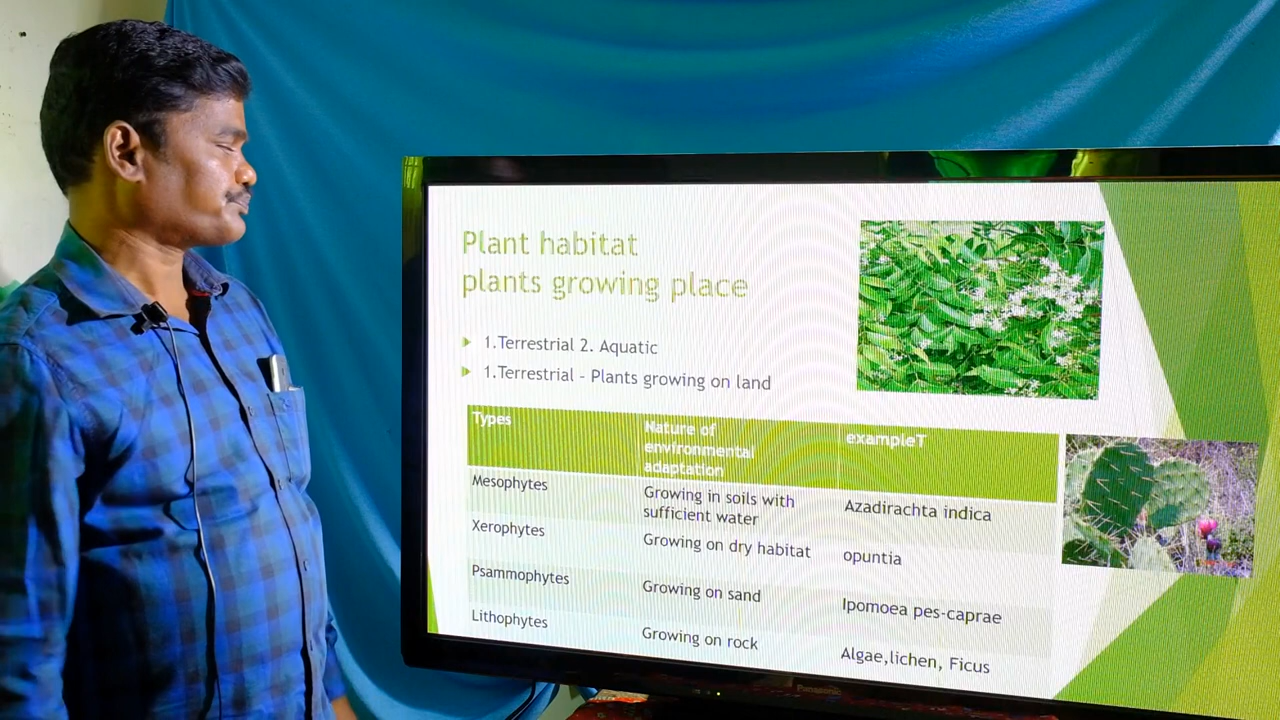 Plant habitat
plants growing place
1.Terrestrial 2. Aquatic
1.Terrestrial - Plants growing on land
Types
Nature of
environmental
adaptation
exampleT
Mesophytes
Growing in soils with
sufficient water
Azadirachta indica
Xerophytes
Growing on dry habitat
opuntia
Psammophytes
Growing on sand
Ipomoea pes-caprae
Lithophytes
Growing on rock
Algae,lichen, Ficus
Panasonic